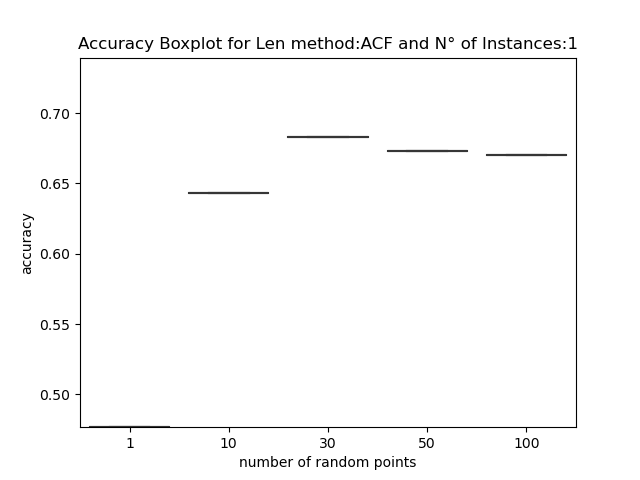 Accuracy Boxplot for Len method:ACF and N° of Instances:1
0.70
0.65
0.60
0.55
0.50
accuracy
1 10 30 50 100
number of random points